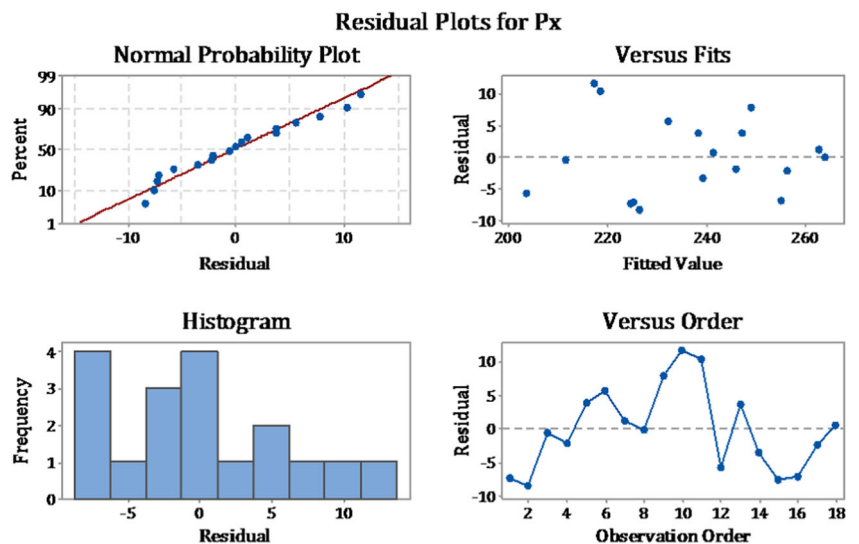 Residual Plots for Px
Normal Probability Plot
99
90
50
10
1
Percent
-10 0 10
Residual
Versus Fits
10
5
0
-5
-10
Residual
200 220 240 260
Fitted Value
Histogram
4
3
2
1
0
Frequency
-5 0 5 10
Residual
Versus Order
10
5
0
-5
-10
Residual
2 4 6 8 10 12 14 16 18
Observation Order